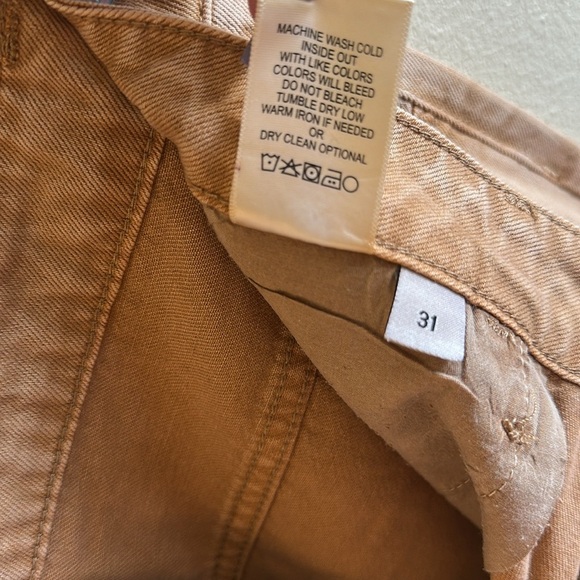 MACHINE WASH COLD
INSIDE OUT
WITH LIKE COLORS
COLORS WILL BLEED
DO NOT BLEACH
TUMBLE DRY LOW
WARM IRON IF NEEDED
OR
DRY CLEAN OPTIONAL
31